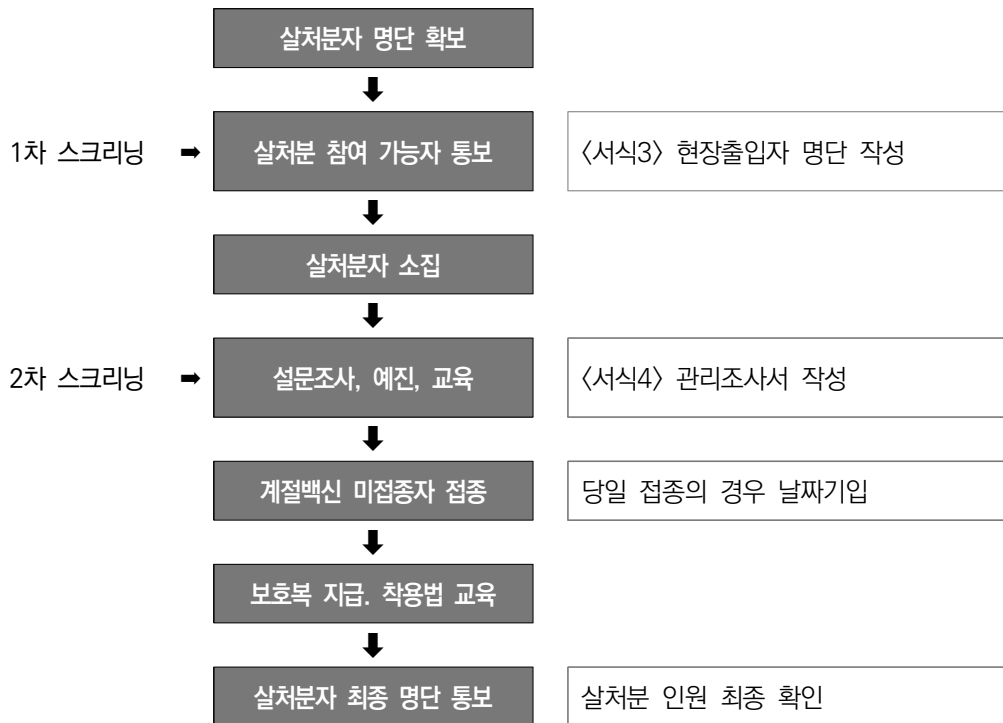 살처분자 명단 확보
1차 스크리닝 ➡ 살처분 참여 가능자 통보 〈서식3〉 현장출입자 명단 작성
살처분자 소집
2차 스크리닝 ➡ 설문조사, 예진, 교육 〈서식4〉 관리조사서 작성
계절백신 미접종자 접종 당일 접종의 경우 날짜기입
보호복 지급. 착용법 교육
살처분자 최종 명단 통보 살처분 인원 최종 확인